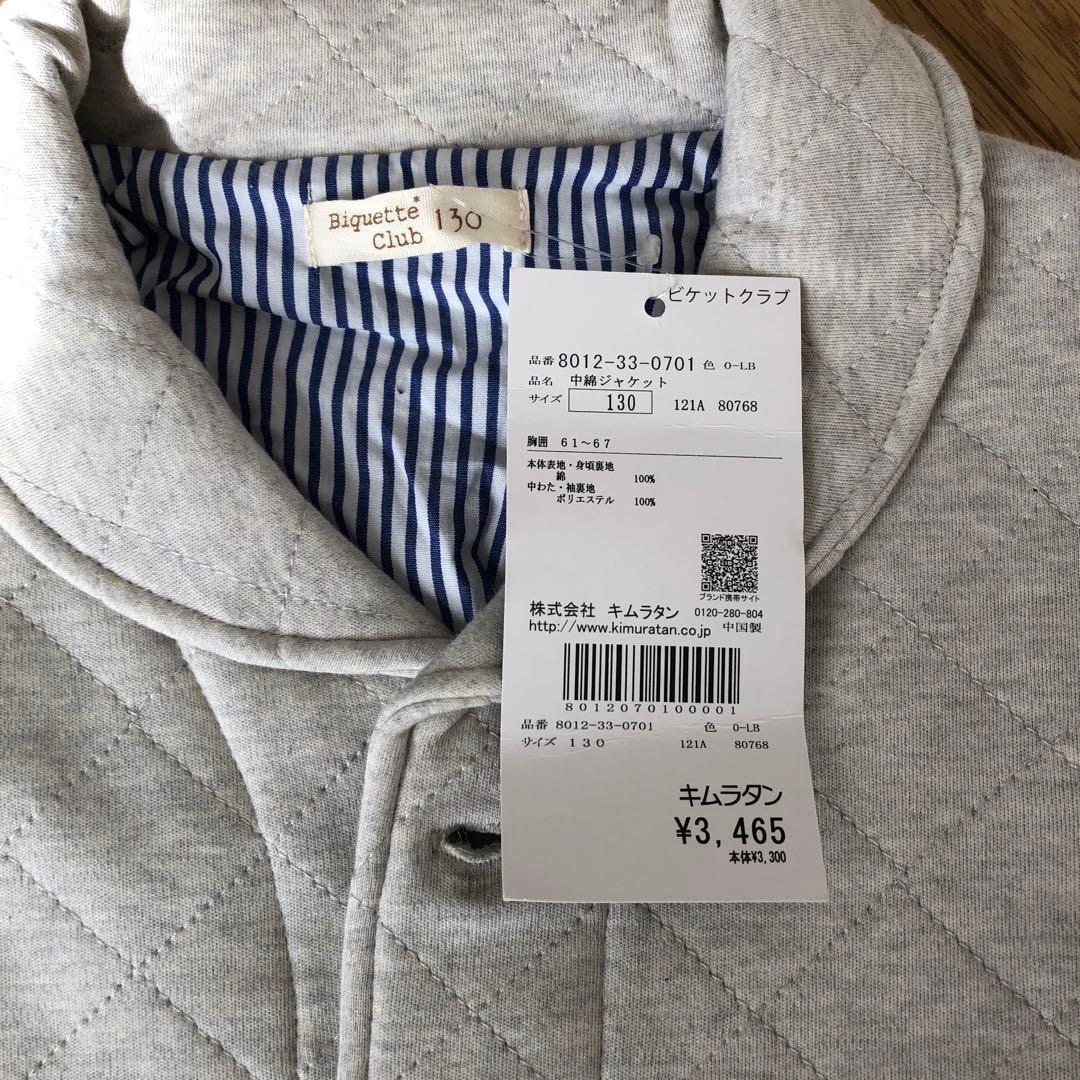 Biquette* 130
Club
ビケットクラブ
品番 8012-33-0701 色 O-LB
品名 中綿ジャケット
サイズ 130 121A 80768
胸囲 61～67
本体表地・身頃裏地
綿 100%
中わた・袖裏地
ポリエステル 100%
ブランド携帯サイト
株式会社 キムラタン 0120-280-804
http://www.kimuratan.co.jp 中国製
8012070100001
品番 8012-33-0701 色 O-LB
サイズ 130 121A 80768
キムラタン
¥3,465
本体¥3,300